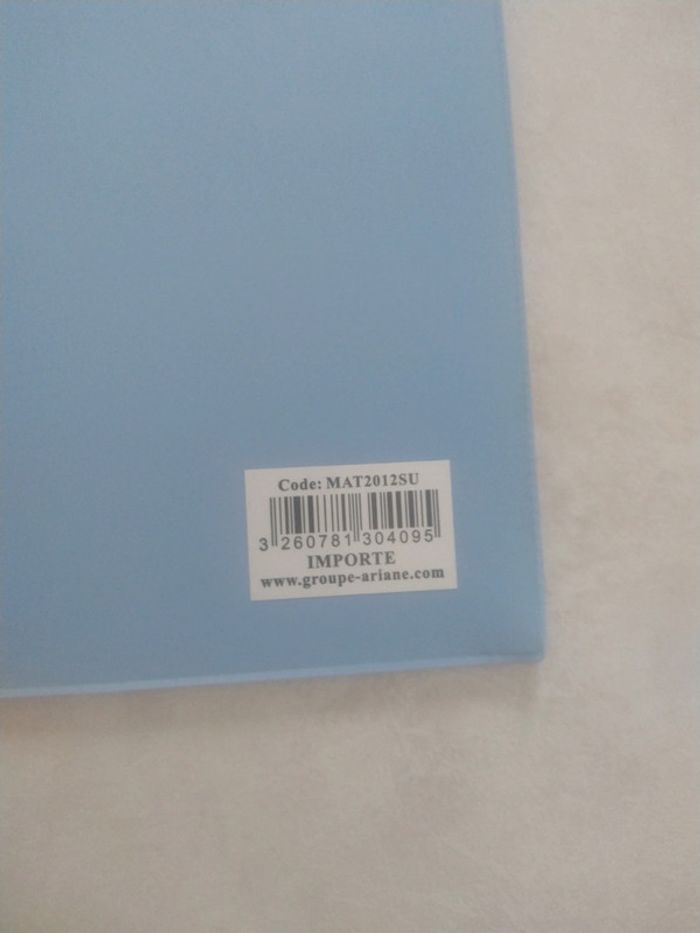 Code: MAT2012SU
3 260781 304095
IMPORTE
www.groupe-ariane.com